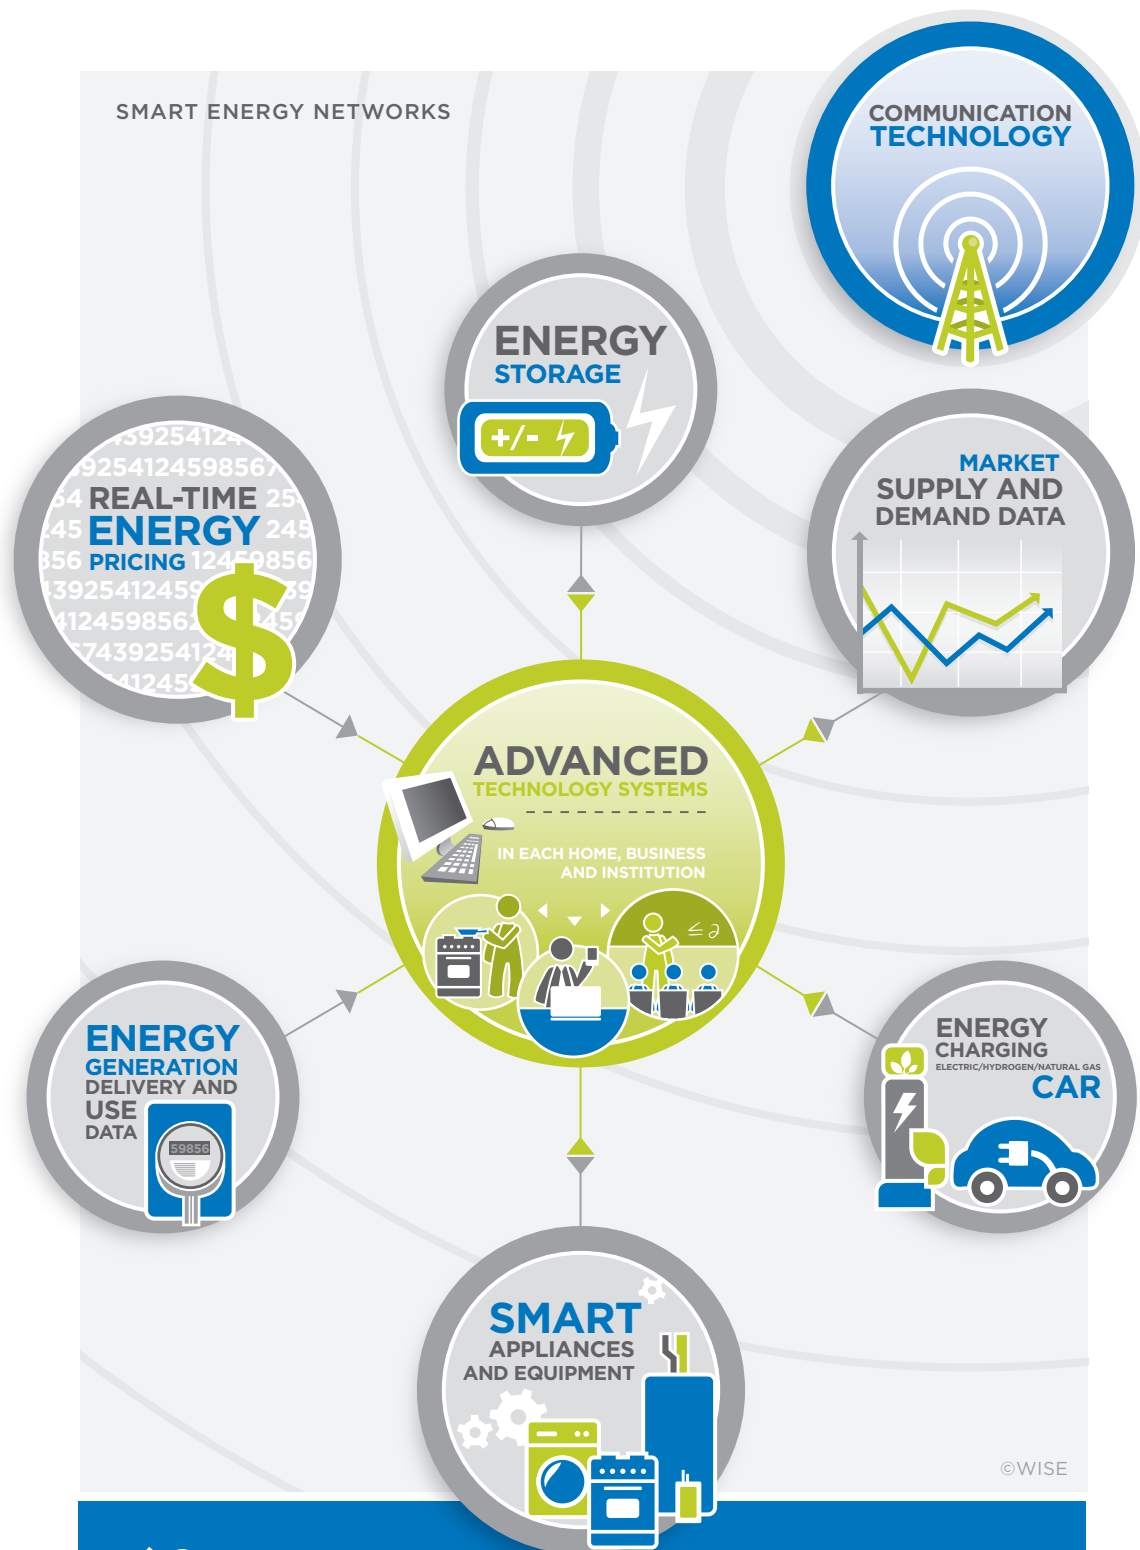 SMART ENERGY NETWORKS
COMMUNICATION
TECHNOLOGY
ENERGY
STORAGE
+/-
MARKET
SUPPLY AND
DEMAND DATA
REAL-TIME
ENERGY
PRICING
$
ADVANCED
TECHNOLOGY SYSTEMS
IN EACH HOME, BUSINESS
AND INSTITUTION
ENERGY
GENERATION
DELIVERY AND
USE
DATA
59856
ENERGY
CHARGING
ELECTRIC/HYDROGEN/NATURAL GAS
CAR
SMART
APPLIANCES
AND EQUIPMENT
©WISE